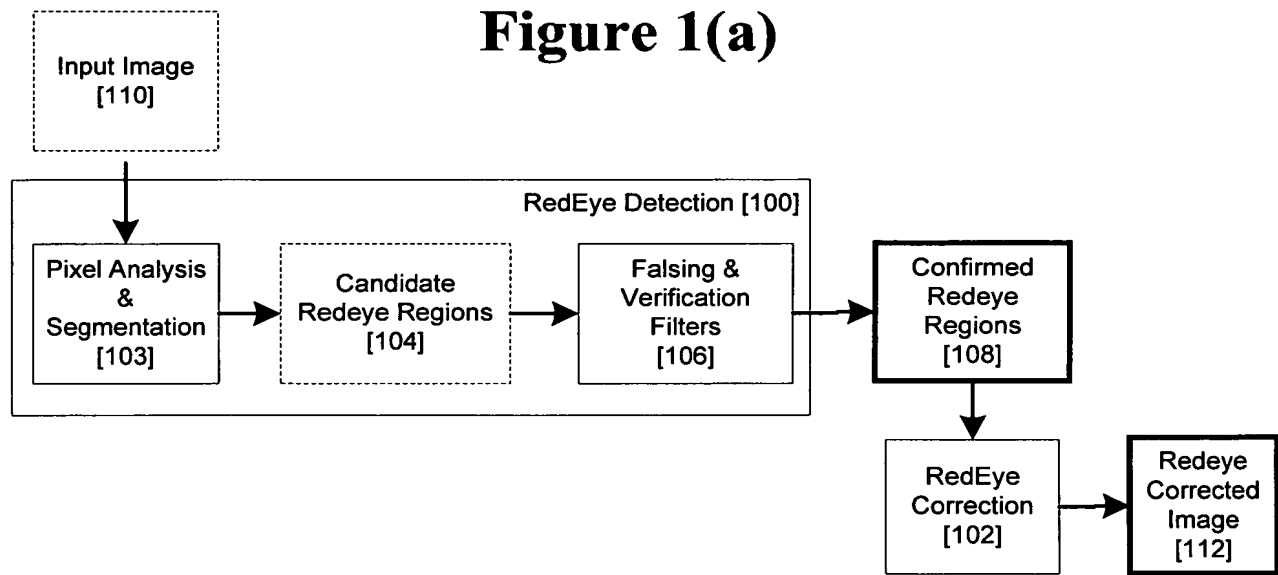 Figure 1(a)
Input Image
[110]
RedEye Detection [100]
Pixel Analysis
&
Segmentation
[103]
Candidate
Redeye Regions
[104]
Falsing &
Verification
Filters
[106]
Confirmed
Redeye
Regions
[108]
RedEye
Correction
[102]
Redeye
Corrected
Image
[112]